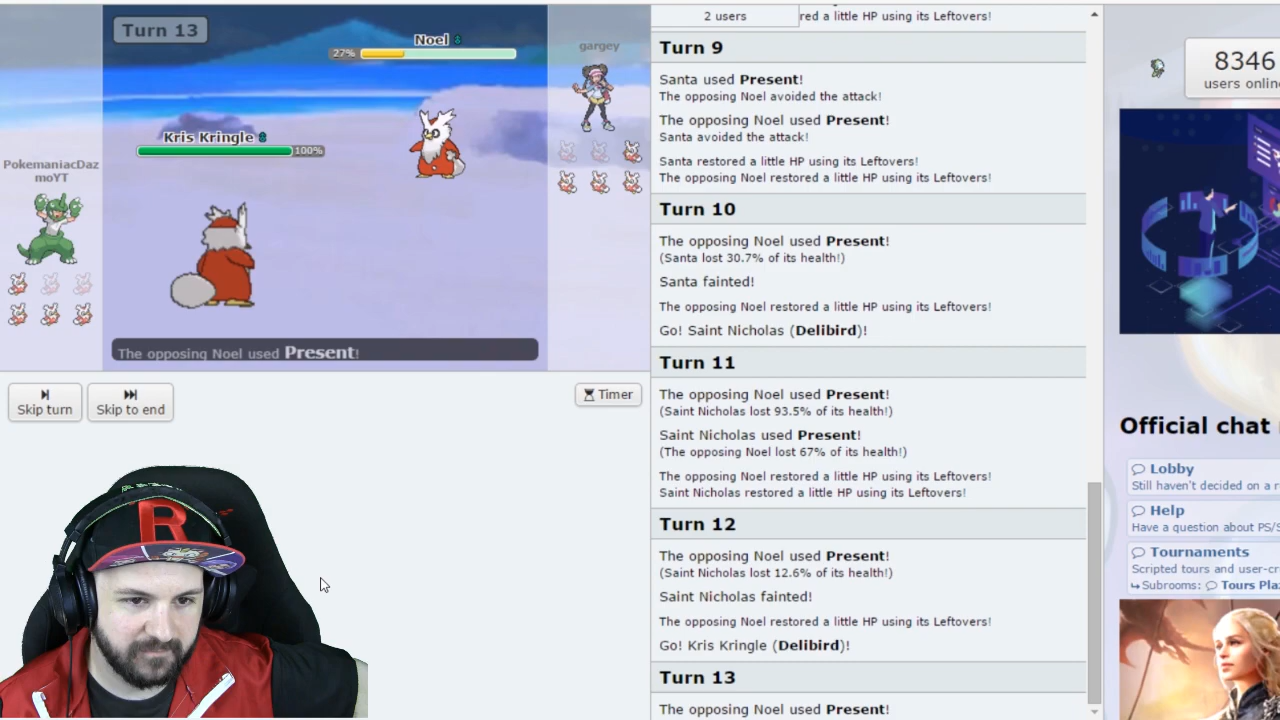 Turn 13
Noel
27%
gargey
Kris Kringle
100%
PokemaniacDaz
moYT
The opposing Noel used Present!
Skip turn
Skip to end
Timer
R
2 users
red a little HP using its Leftovers!
Turn 9
Santa used Present!
The opposing Noel avoided the attack!
The opposing Noel used Present!
Santa avoided the attack!
Santa restored a little HP using its Leftovers!
The opposing Noel restored a little HP using its Leftovers!
Turn 10
The opposing Noel used Present!
(Santa lost 30.7% of its health!)
Santa fainted!
The opposing Noel restored a little HP using its Leftovers!
Go! Saint Nicholas (Delibird)!
Turn 11
The opposing Noel used Present!
(Saint Nicholas lost 93.5% of its health!)
Saint Nicholas used Present!
(The opposing Noel lost 67% of its health!)
The opposing Noel restored a little HP using its Leftovers!
Saint Nicholas restored a little HP using its Leftovers!
Turn 12
The opposing Noel used Present!
(Saint Nicholas lost 12.6% of its health!)
Saint Nicholas fainted!
The opposing Noel restored a little HP using its Leftovers!
Go! Kris Kringle (Delibird)!
Turn 13
The opposing Noel used Present!
8346
users online
Official chat
Lobby
Still haven't decided on a r
Help
Have a question about PS/S
Tournaments
Scripted tours and user-cr
Subrooms: Tours Pla